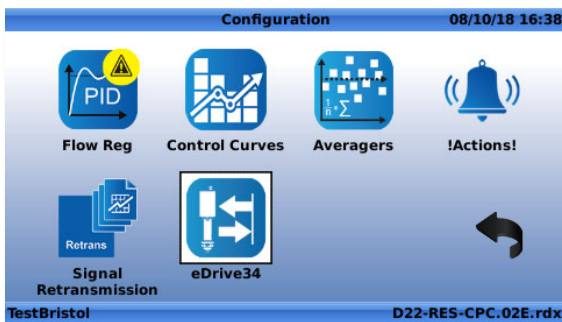 Configuration 08/10/18 16:38
PID
Flow Reg Control Curves Averagers !Actions!
1/n * Σ
Retrans
Signal
Retransmission
eDrive34
TestBristol D22-RES-CPC.02E.rdx